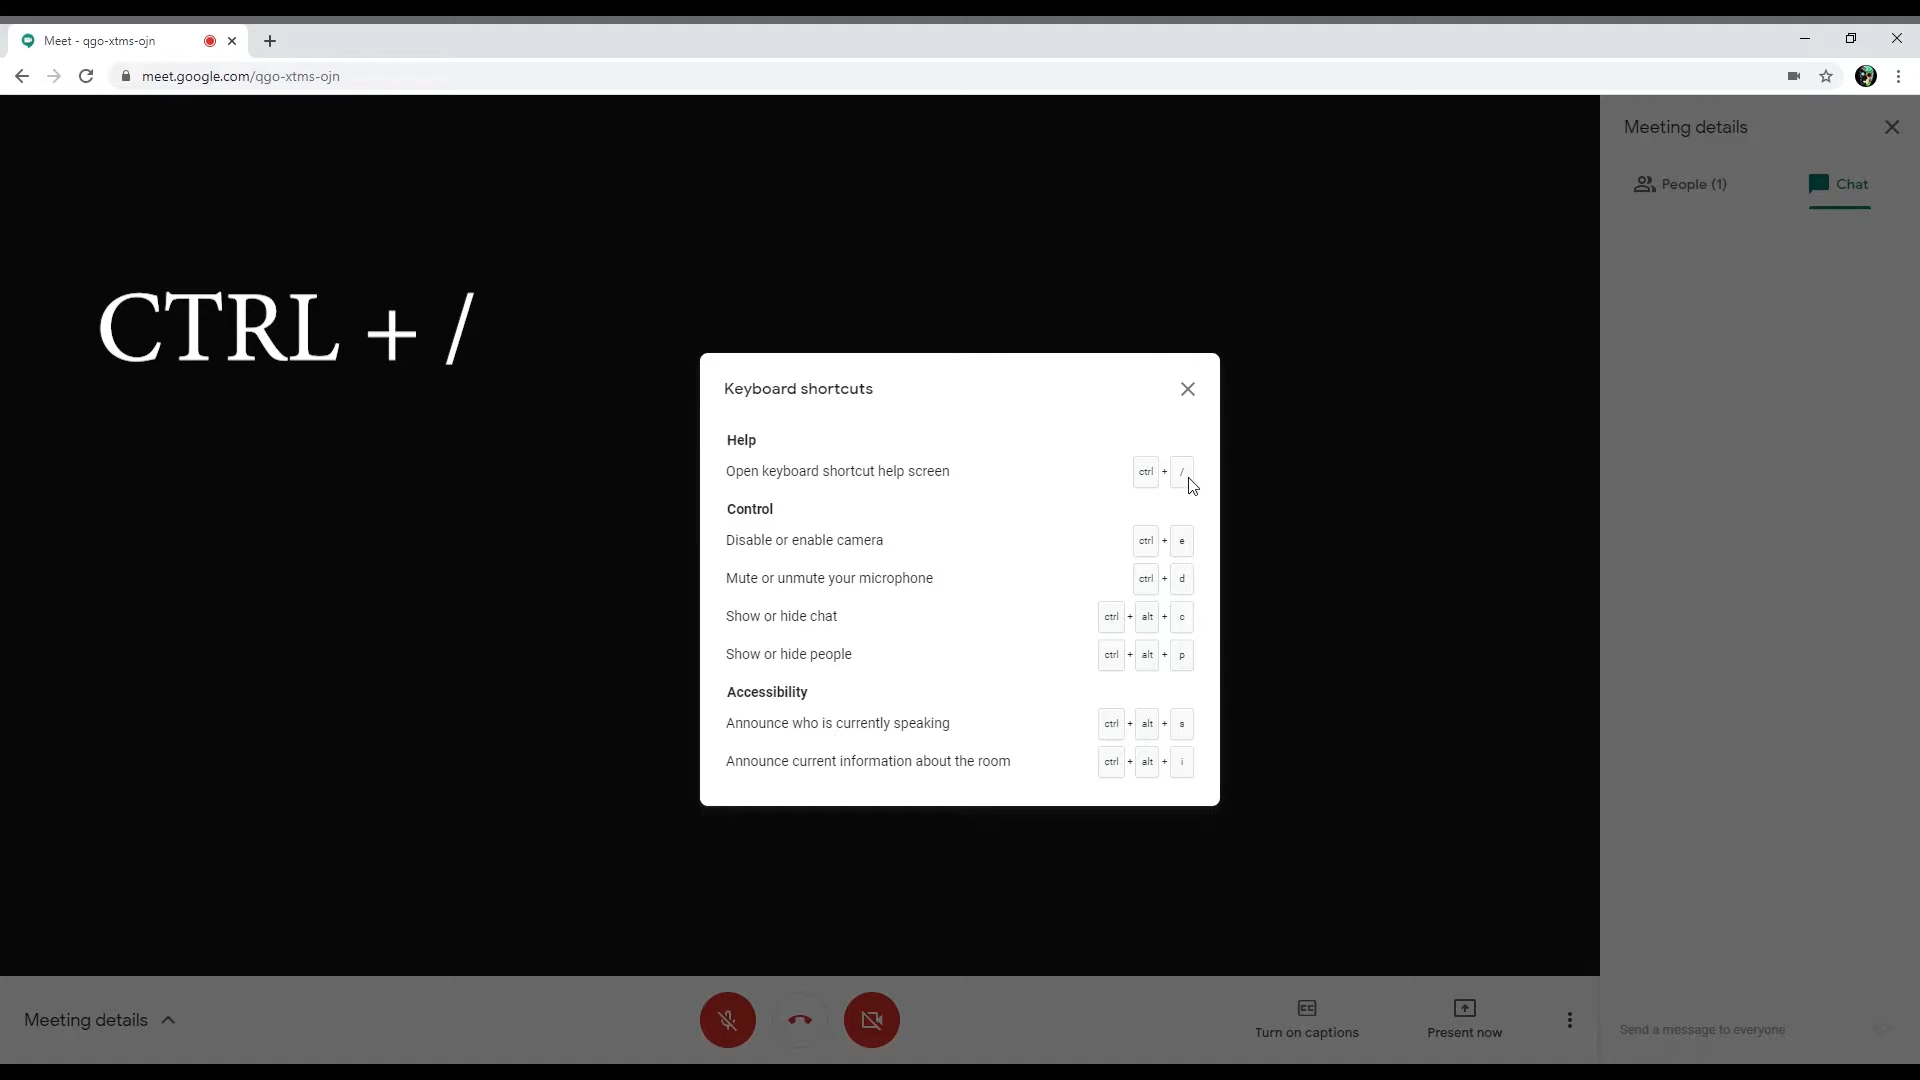 Meet - qgo-xtms-ojn
meet.google.com/qgo-xtms-ojn
Meeting details
People (1)
Chat
CTRL + /
Keyboard shortcuts
Help
Open keyboard shortcut help screen ctrl + /
Control
Disable or enable camera ctrl + e
Mute or unmute your microphone ctrl + d
Show or hide chat ctrl + alt + c
Show or hide people ctrl + alt + p
Accessibility
Announce who is currently speaking ctrl + alt + s
Announce current information about the room ctrl + alt + i
Meeting details
CC
Turn on captions
Present now
Send a message to everyone